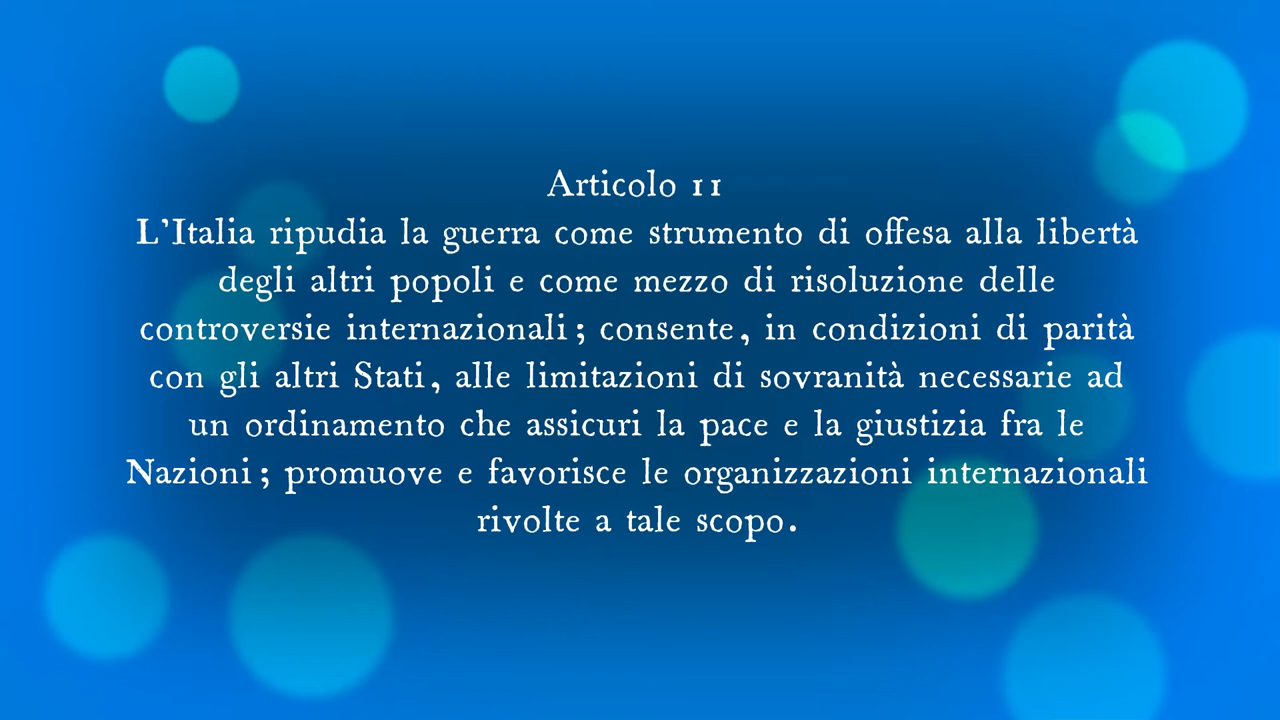 Articolo 11
L'Italia ripudia la guerra come strumento di offesa alla libertà
degli altri popoli e come mezzo di risoluzione delle
controversie internazionali; consente, in condizioni di parità
con gli altri Stati, alle limitazioni di sovranità necessarie ad
un ordinamento che assicuri la pace e la giustizia fra le
Nazioni; promuove e favorisce le organizzazioni internazionali
rivolte a tale scopo.